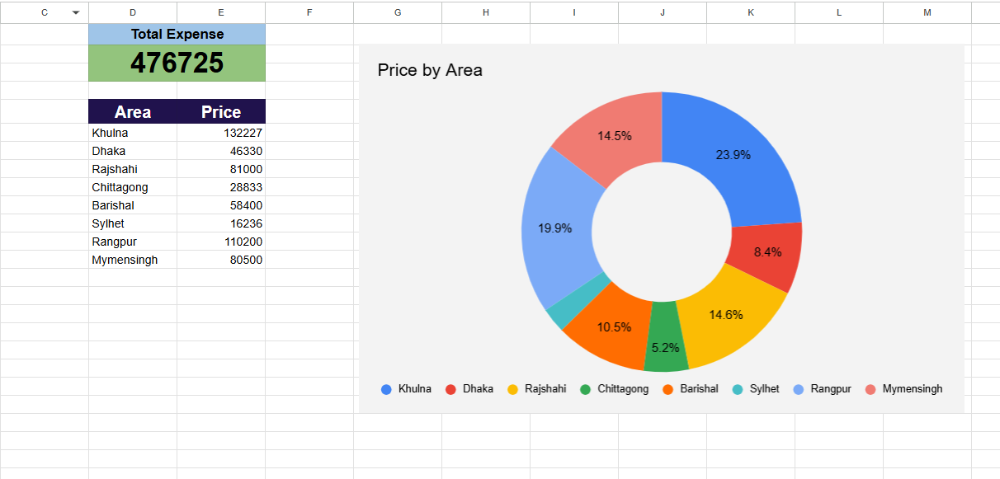 C D E F G H I J K L M
Total Expense
476725
Area Price
Khulna 132227
Dhaka 46330
Rajshahi 81000
Chittagong 28833
Barishal 58400
Sylhet 16236
Rangpur 110200
Mymensingh 80500
Price by Area
14.5%
23.9%
19.9%
8.4%
14.6%
10.5%
5.2%
Khulna Dhaka Rajshahi Chittagong Barishal Sylhet Rangpur Mymensingh